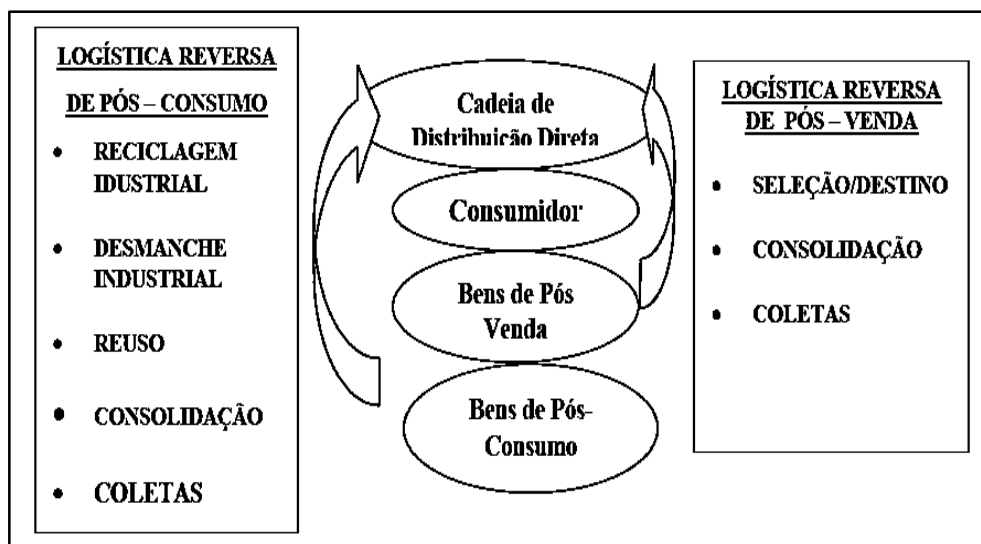 LOGÍSTICA REVERSA
DE PÓS – CONSUMO
• RECICLAGEM
IDUSTRIAL
• DESMANCHE
INDUSTRIAL
• REUSO
• CONSOLIDAÇÃO
• COLETAS
Cadeia de
Distribuição Direta
Consumidor
Bens de Pós
Venda
Bens de Pós-
Consumo
LOGÍSTICA REVERSA
DE PÓS – VENDA
• SELEÇÃO/DESTINO
• CONSOLIDAÇÃO
• COLETAS